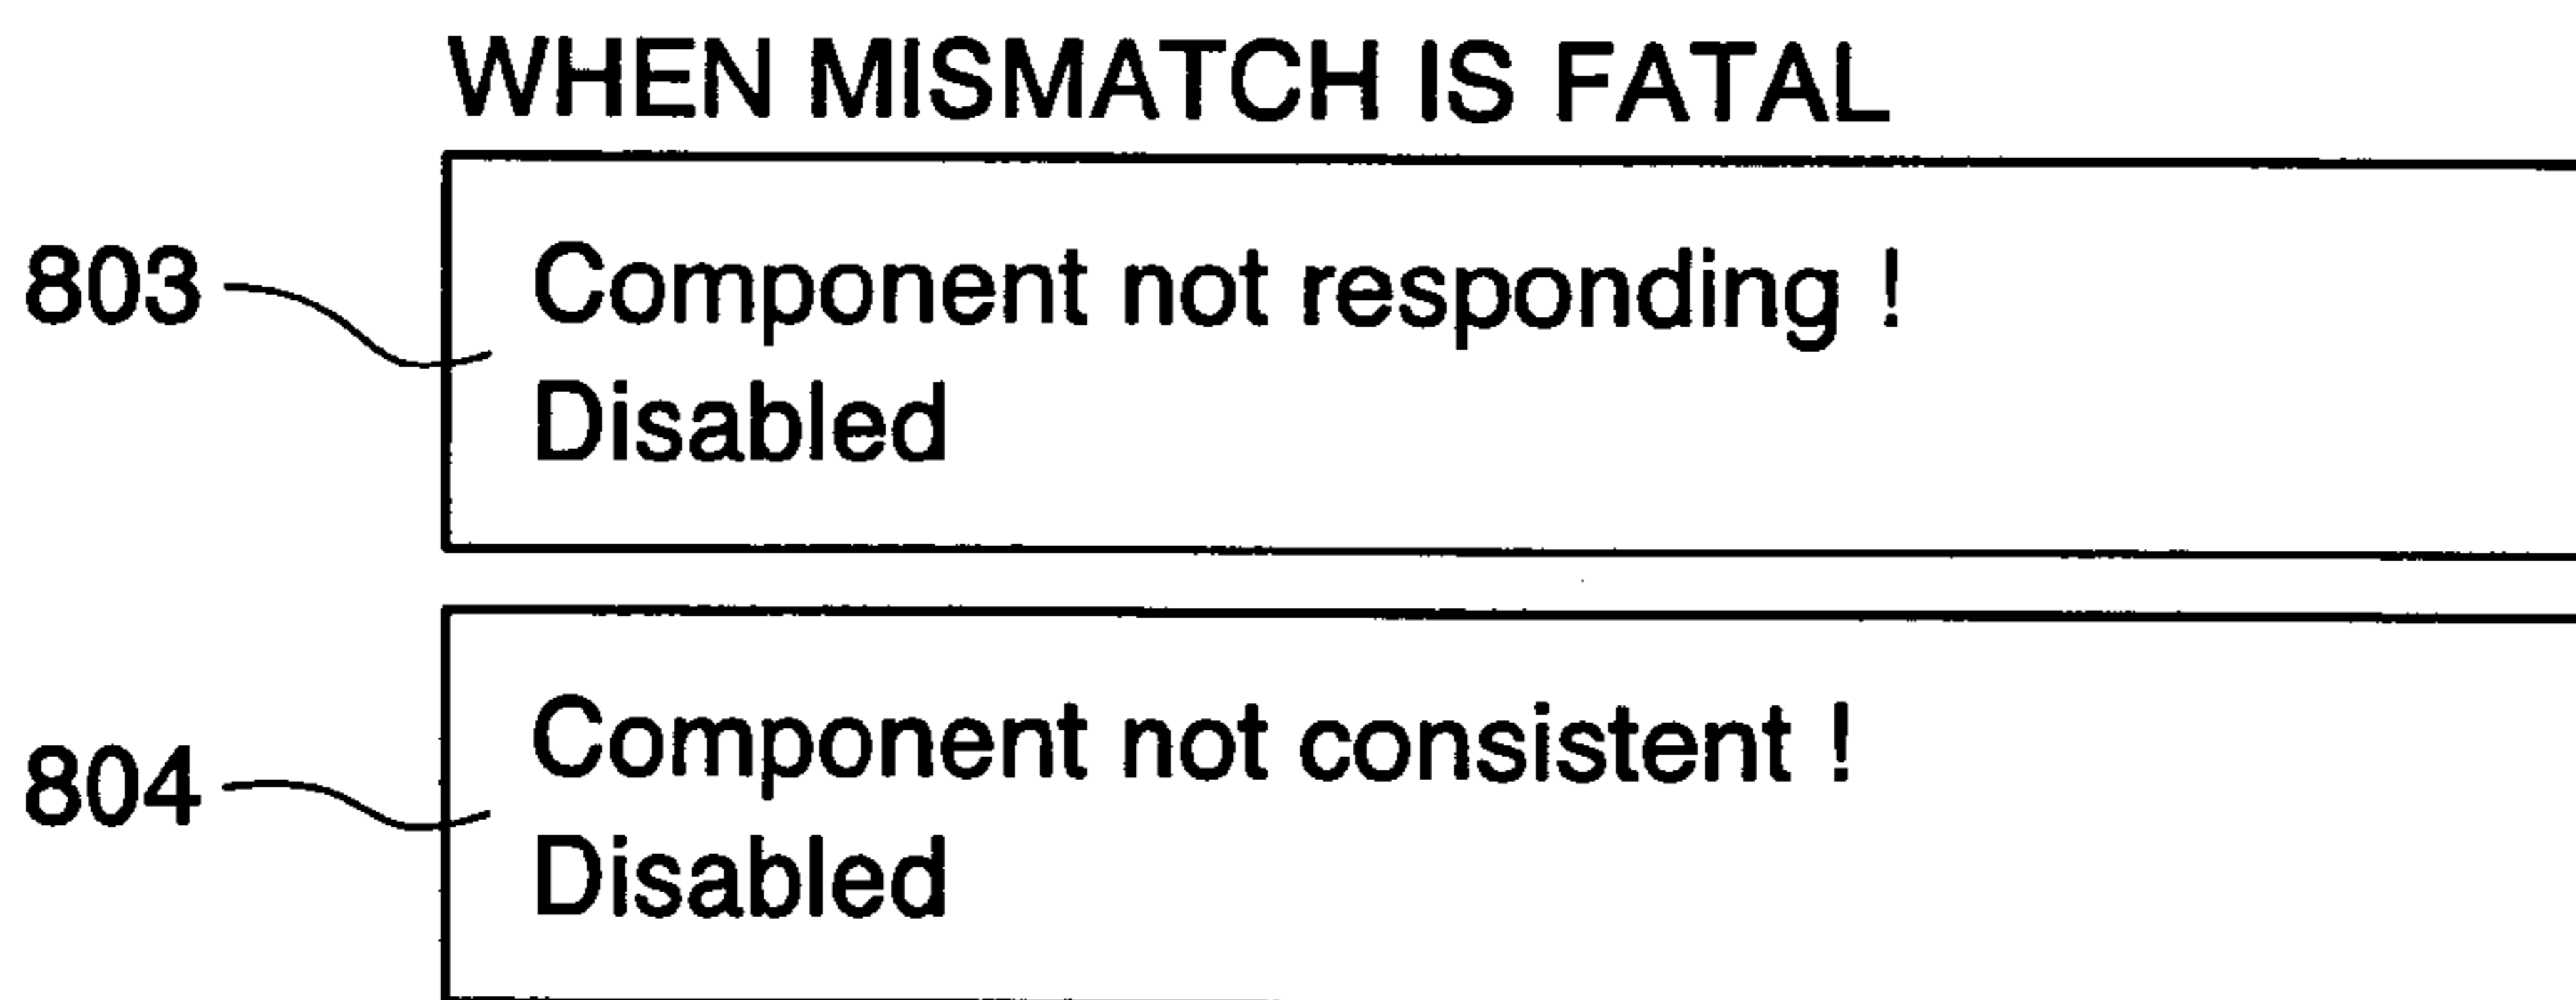 WHEN MISMATCH IS FATAL
803
Component not responding !
Disabled
804
Component not consistent !
Disabled